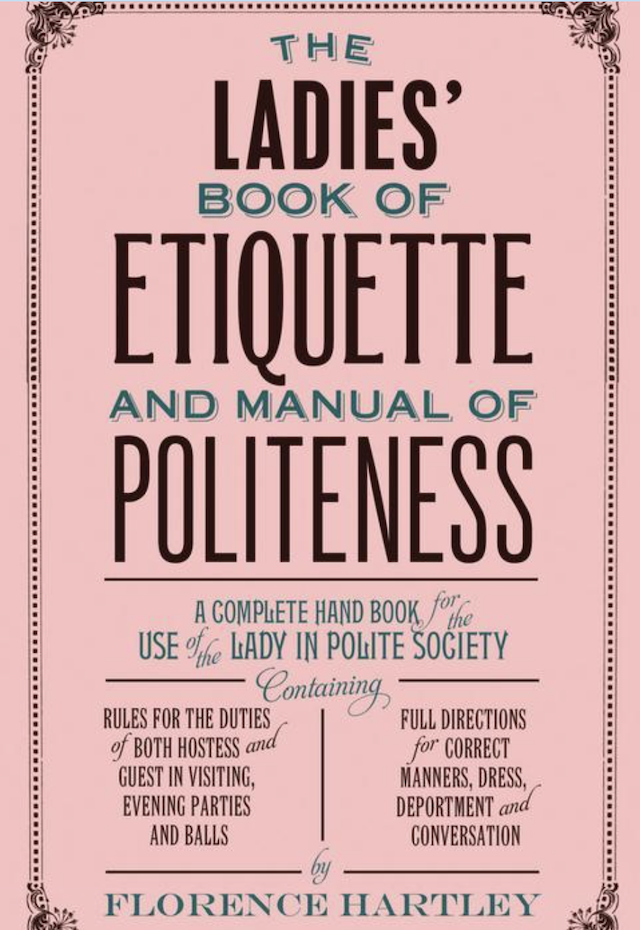 THE
LADIES’
BOOK OF
ETIQUETTE
AND MANUAL OF
POLITENESS
A COMPLETE HAND BOOK for the
USE of the LADY IN POLITE SOCIETY
Containing
RULES FOR THE DUTIES
of BOTH HOSTESS and
GUEST IN VISITING,
EVENING PARTIES
AND BALLS
FULL DIRECTIONS
for CORRECT
MANNERS, DRESS,
DEPORTMENT and
CONVERSATION
by
FLORENCE HARTLEY